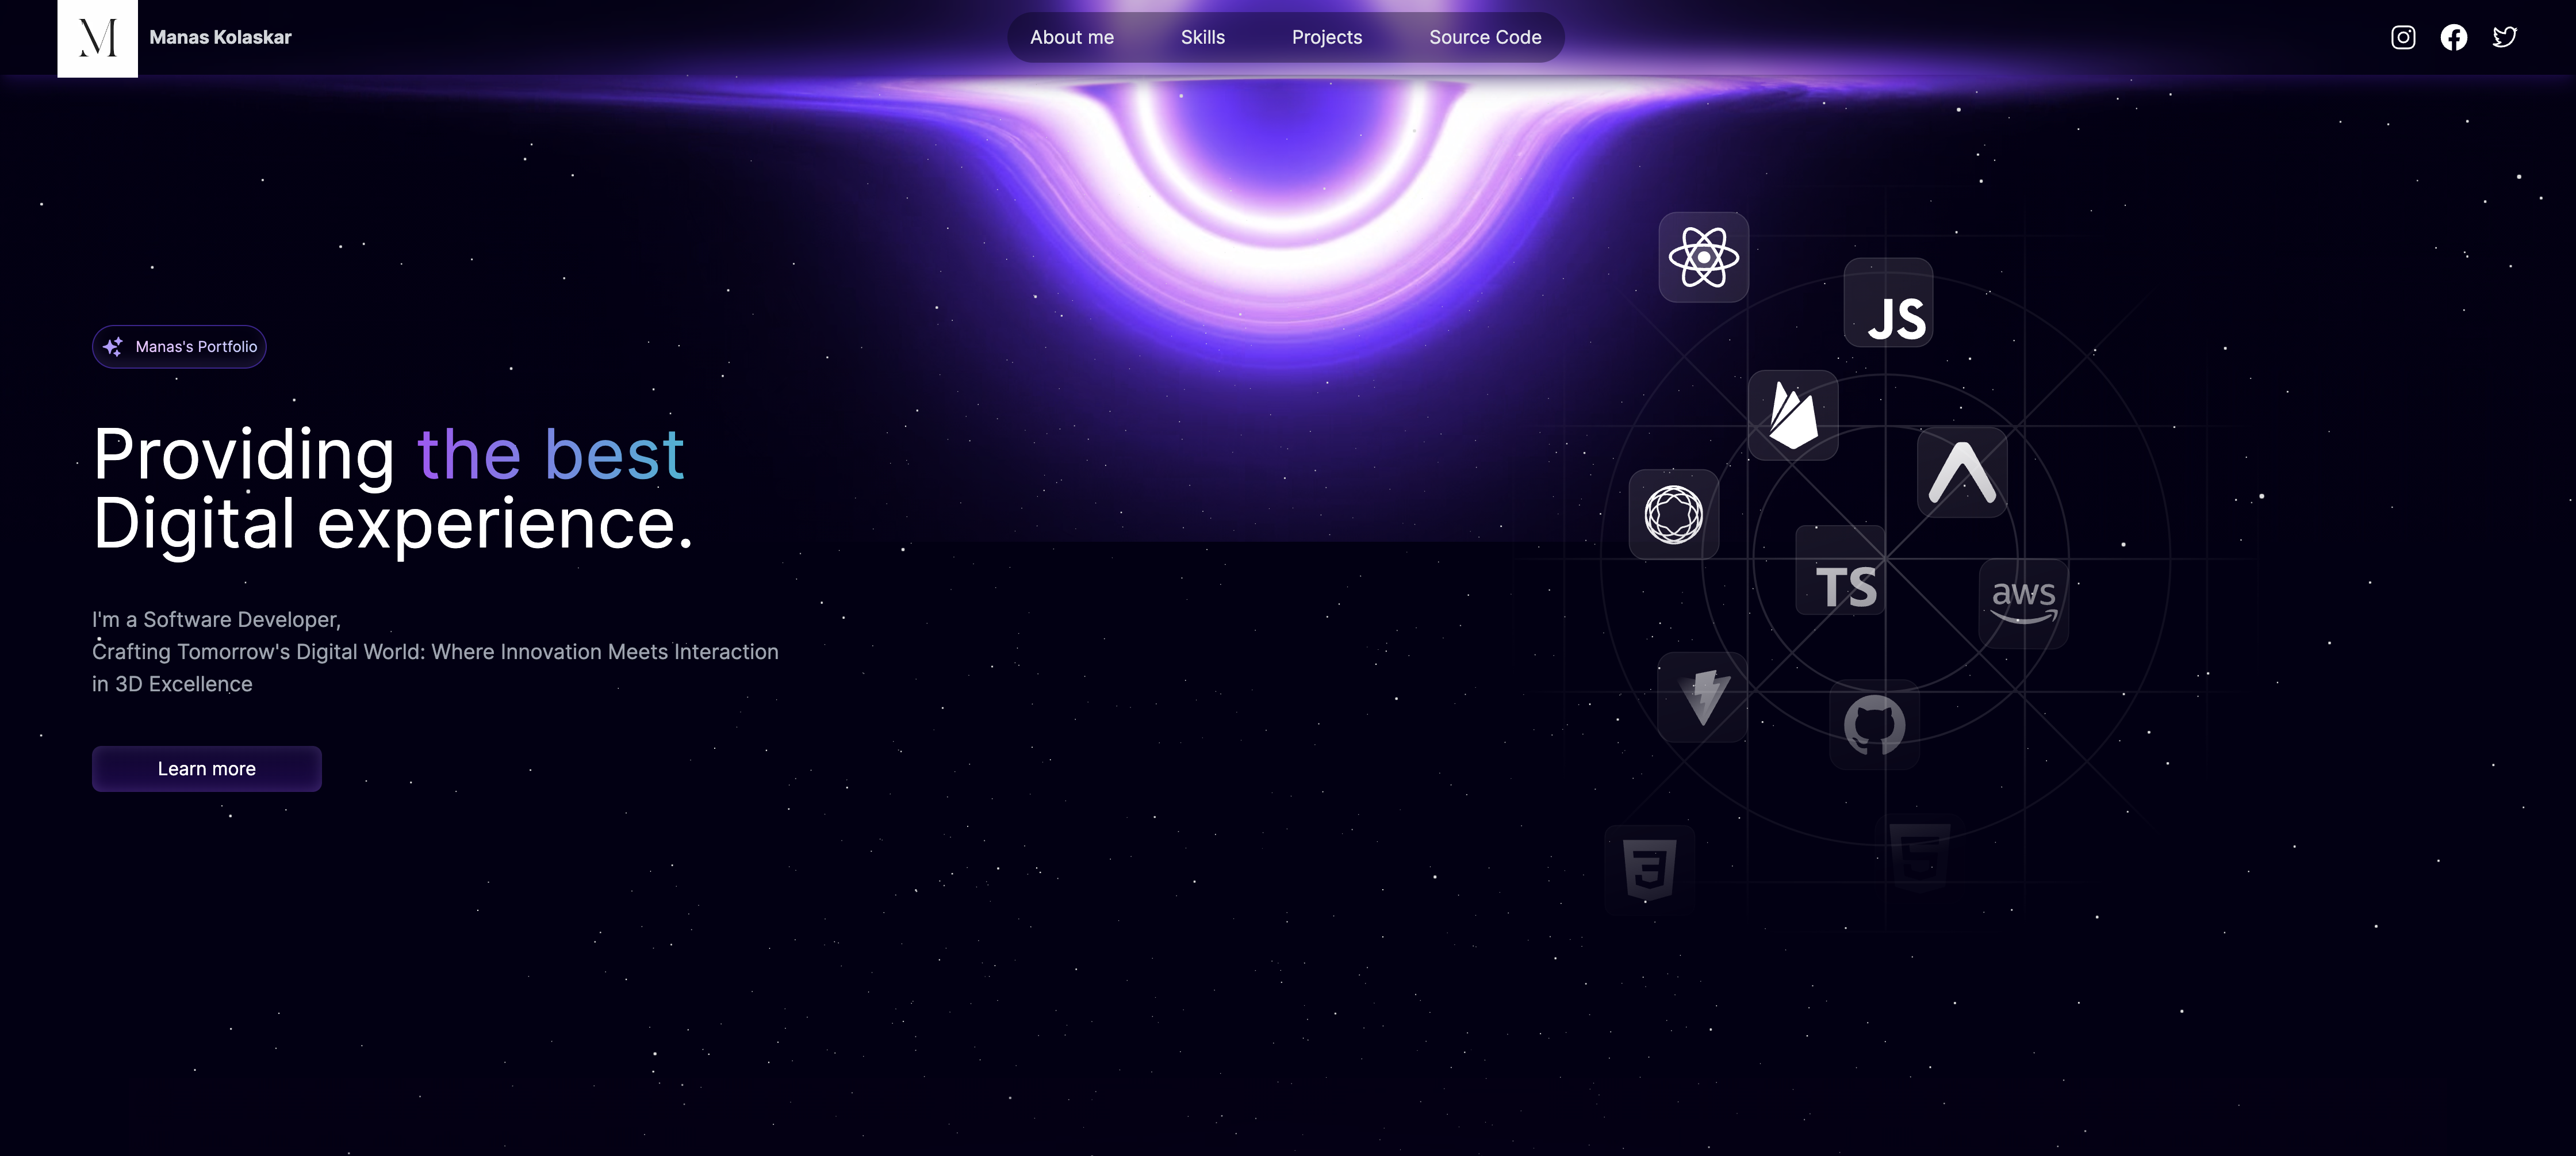 M
Manas Kolaskar
About me
Skills
Projects
Source Code
Manas's Portfolio
Providing the best
Digital experience.
I'm a Software Developer,
Crafting Tomorrow's Digital World: Where Innovation Meets Interaction
in 3D Excellence
Learn more
JS
TS
aws